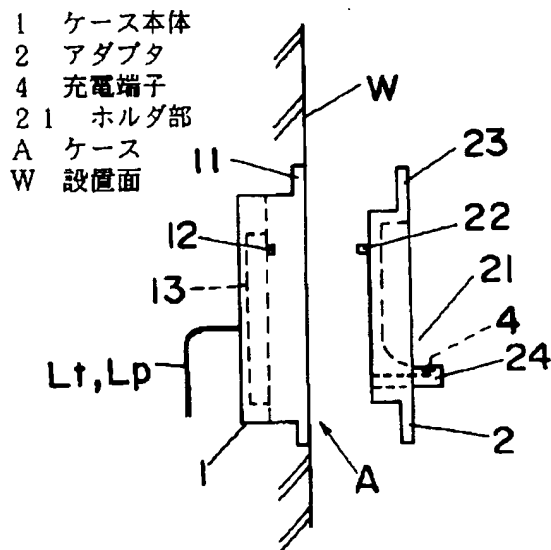 1 ケース本体
2 アダプタ
4 充電端子
21 ホルダ部
A ケース
W 設置面
W
11
23
12
22
13
21
4
24
Lt,Lp
2
1
A